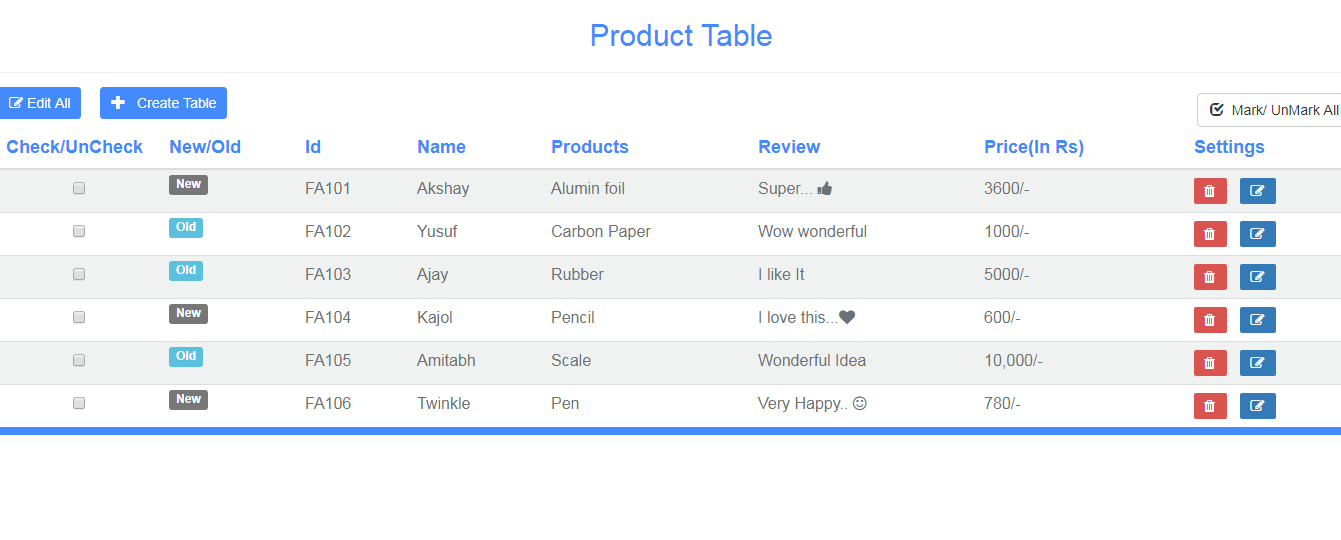 Product Table
Edit All Create Table
Mark/ UnMark All
Check/UnCheck New/Old Id Name Products Review Price(In Rs) Settings
New FA101 Akshay Alumin foil Super... 3600/-
Old FA102 Yusuf Carbon Paper Wow wonderful 1000/-
Old FA103 Ajay Rubber I like It 5000/-
New FA104 Kajol Pencil I love this... 600/-
Old FA105 Amitabh Scale Wonderful Idea 10,000/-
New FA106 Twinkle Pen Very Happy.. 780/-